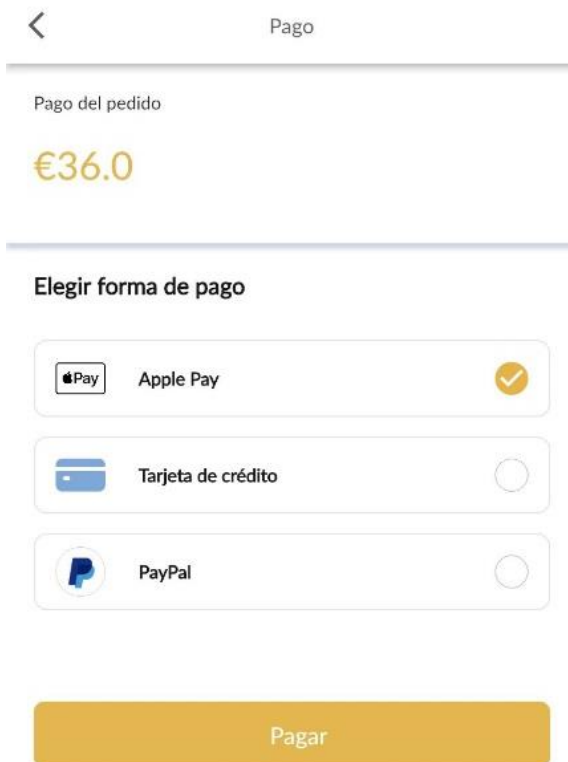 Pago
Pago del pedido
€36.0
Elegir forma de pago
Pay Apple Pay
Tarjeta de crédito
PayPal
Pagar